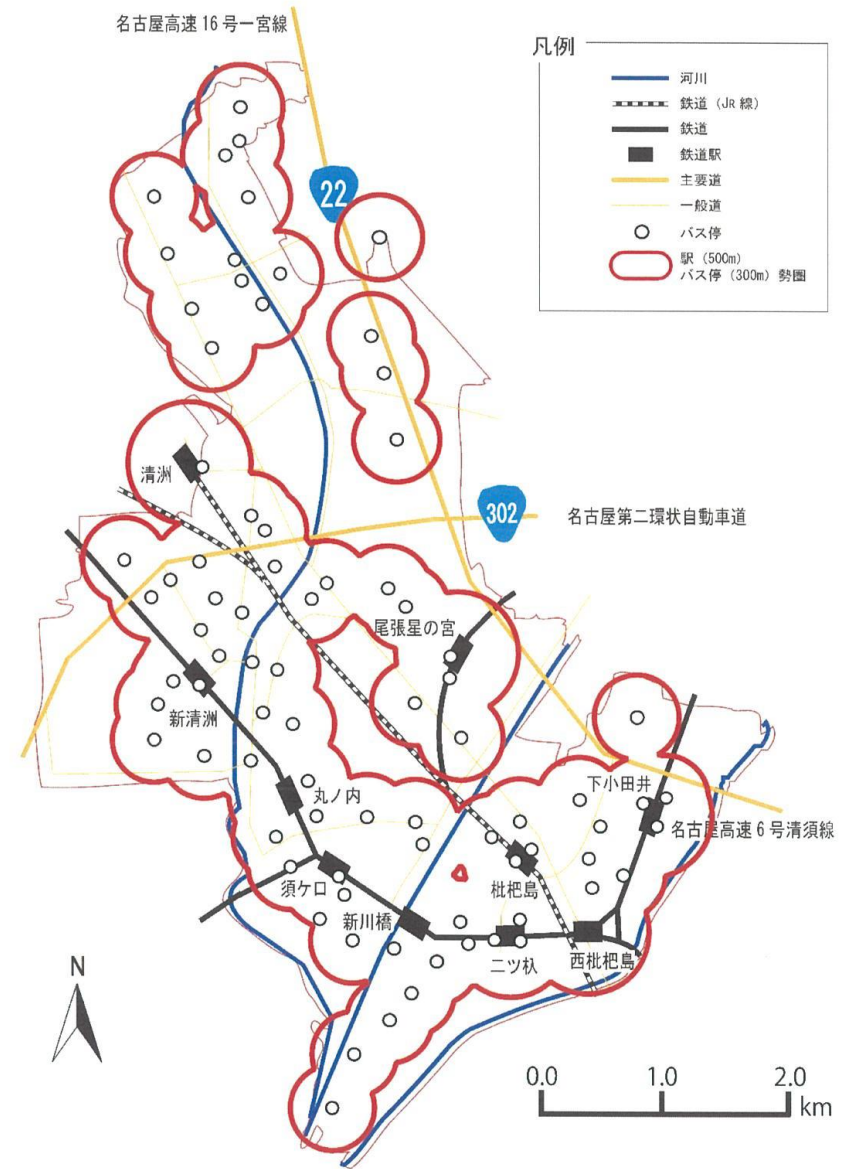 名古屋高速16号一宮線
凡例
河川
鉄道（JR線）
鉄道
鉄道駅
主要道
一般道
バス停
駅（500m）
バス停（300m）勢圏
22
清洲
302
名古屋第二環状自動車道
尾張星の宮
新清洲
丸ノ内
下小田井
名古屋高速6号清須線
須ケ口
枇杷島
新川橋
二ツ杁
西枇杷島
N
0.0 1.0 2.0
km